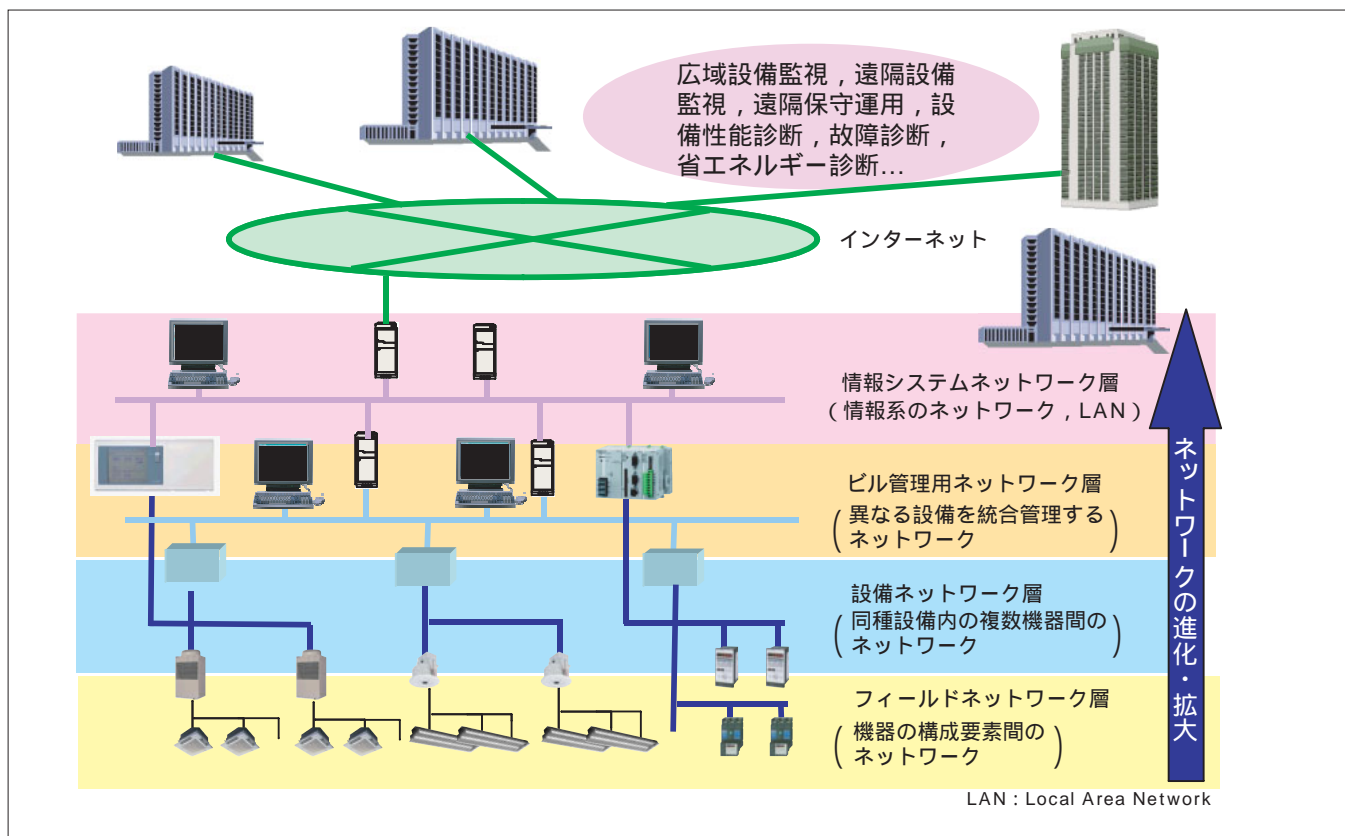 広域設備監視，遠隔設備
監視，遠隔保守運用，設
備性能診断，故障診断，
省エネルギー診断...
インターネット
情報システムネットワーク層
（情報系のネットワーク，LAN）
ビル管理用ネットワーク層
（異なる設備を統合管理する
ネットワーク）
設備ネットワーク層
（同種設備内の複数機器間の
ネットワーク）
フィールドネットワーク層
（機器の構成要素間の
ネットワーク）
ネットワークの進化・拡大
LAN：Local Area Network